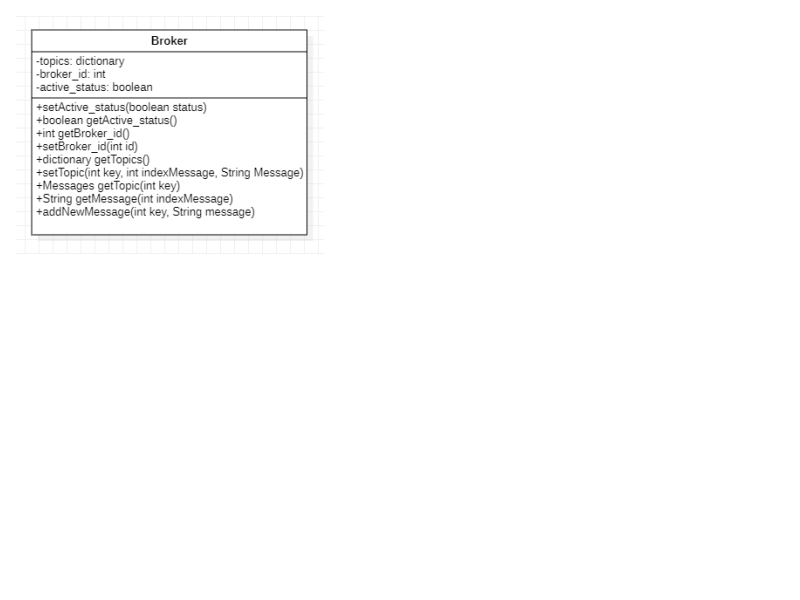 Broker
-topics: dictionary
-broker_id: int
-active_status: boolean
+setActive_status(boolean status)
+boolean getActive_status()
+int getBroker_id()
+setBroker_id(int id)
+dictionary getTopics()
+setTopic(int key, int indexMessage, String Message)
+Messages getTopic(int key)
+String getMessage(int indexMessage)
+addNewMessage(int key, String message)